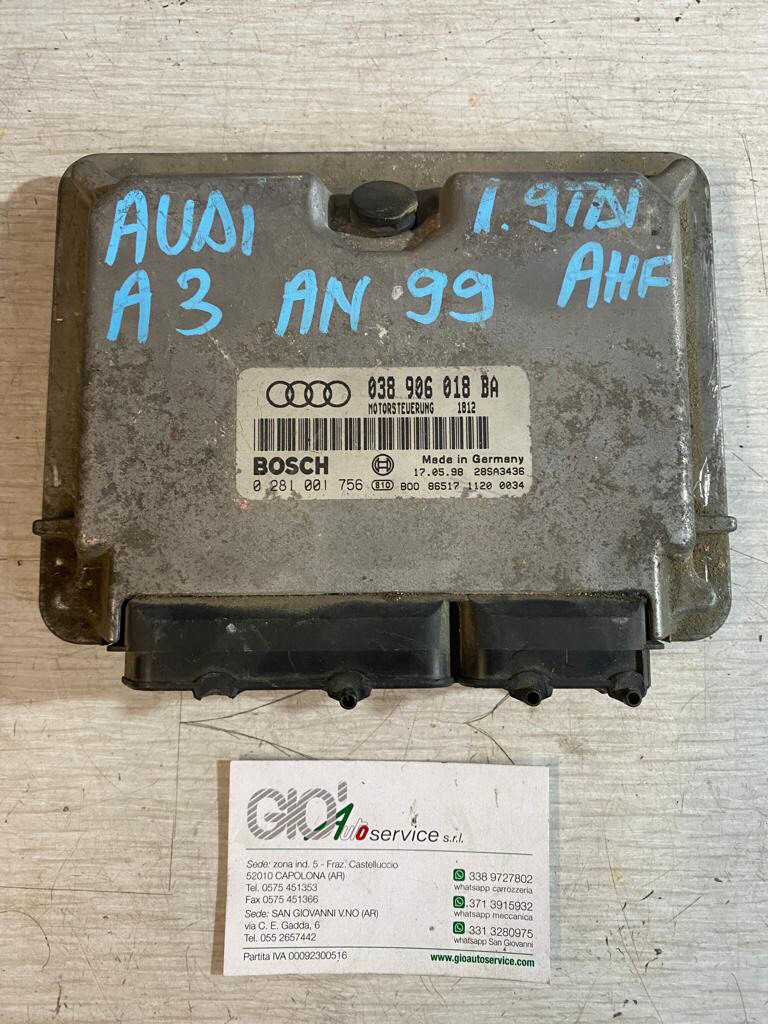 AUDI 1.9TDI
A3 AN 99 AHF
038 906 018 BA
MOTORSTEUERUNG 1812
BOSCH Made in Germany
17.05.98 28SA3436
0 281 001 756 810 BOO 86517 1120 0034
GIO' Autoservice s.r.l.
Sede: zona ind. 5 - Fraz. Castelluccio
52010 CAPOLONA (AR)
Tel. 0575 451353
Fax 0575 451366
Sede: SAN GIOVANNI V.NO (AR)
via C. E. Gadda, 6
Tel. 055 2657442
Partita IVA 00092300516
338 9727802
whatsapp carrozzeria
.371 3915932
whatsapp meccanica
331 3280975
whatsapp San Giovanni
www.gioautoservice.com